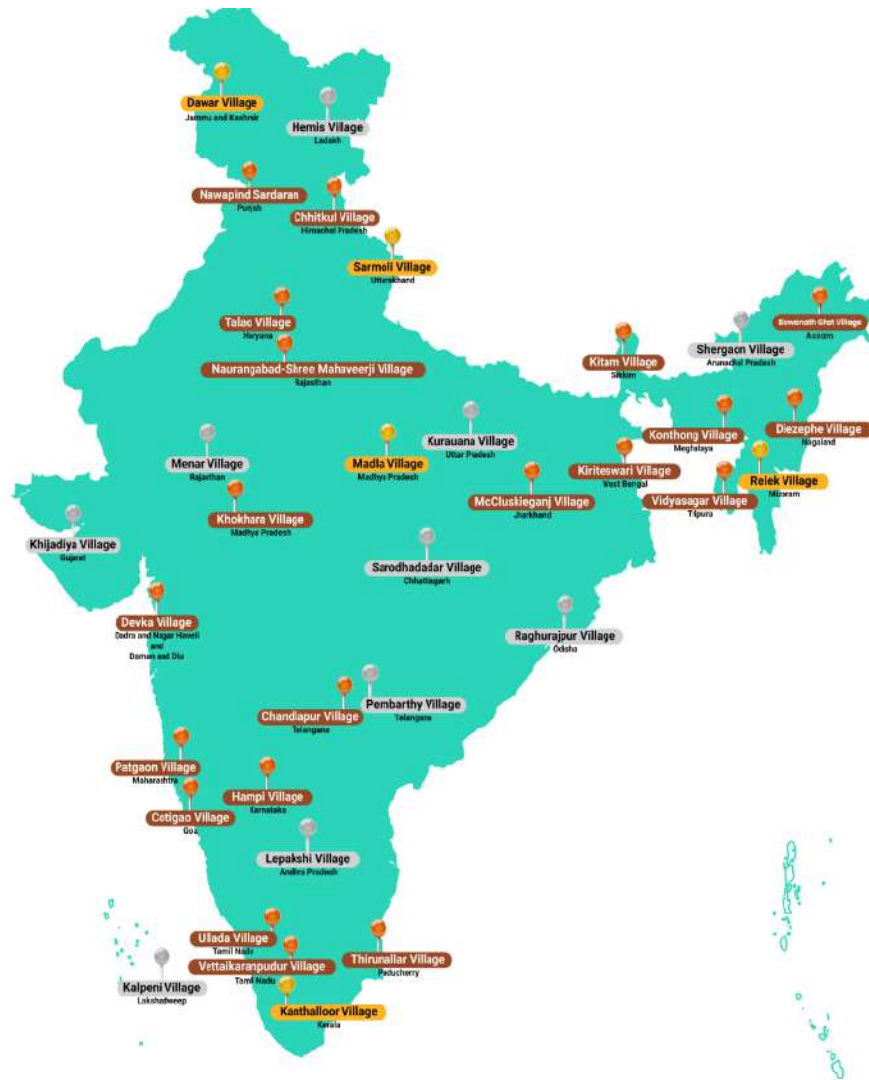 Dawar Village
Jammu and Kashmir
Hemis Village
Ladakh
Nawapind Sardaran
Punjab
Chhitkul Village
Himachal Pradesh
Sarmoli Village
Uttarakhand
Talao Village
Haryana
Naurangabad-Shree Mahaveerji Village
Rajasthan
Kitam Village
Sikkim
Shergaon Village
Arunachal Pradesh
Biswanath Ghat Village
Assam
Menar Village
Rajasthan
Madla Village
Madhya Pradesh
Kurauana Village
Uttar Pradesh
Konthong Village
Meghalaya
Diezephe Village
Nagaland
Khokhara Village
Madhya Pradesh
McCluskieganj Village
Jharkhand
Kiriteswari Village
West Bengal
Vidyasagar Village
Tripura
Relek Village
Mizoram
Khijadiya Village
Gujarat
Sarodhadadar Village
Chhattisgarh
Devka Village
Dadra and Nagar Haveli
and
Daman and Diu
Raghurajpur Village
Odisha
Chandlapur Village
Telangana
Pembarthy Village
Telangana
Patgaon Village
Maharashtra
Hampi Village
Karnataka
Cotigao Village
Goa
Lepakshi Village
Andhra Pradesh
Ullada Village
Tamil Nadu
Vettaikaranpudur Village
Tamil Nadu
Thirunallar Village
Puducherry
Kalpeni Village
Lakshadweep
Kanthalloor Village
Kerala